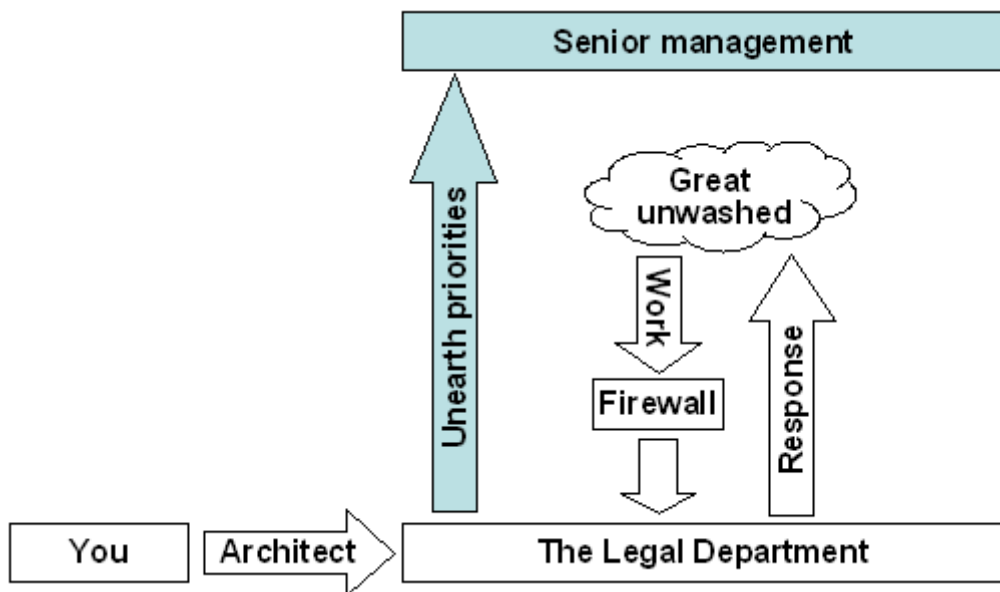 Senior management
Great
unwashed
Unearth priorities
Work
Firewall
Response
You
Architect
The Legal Department